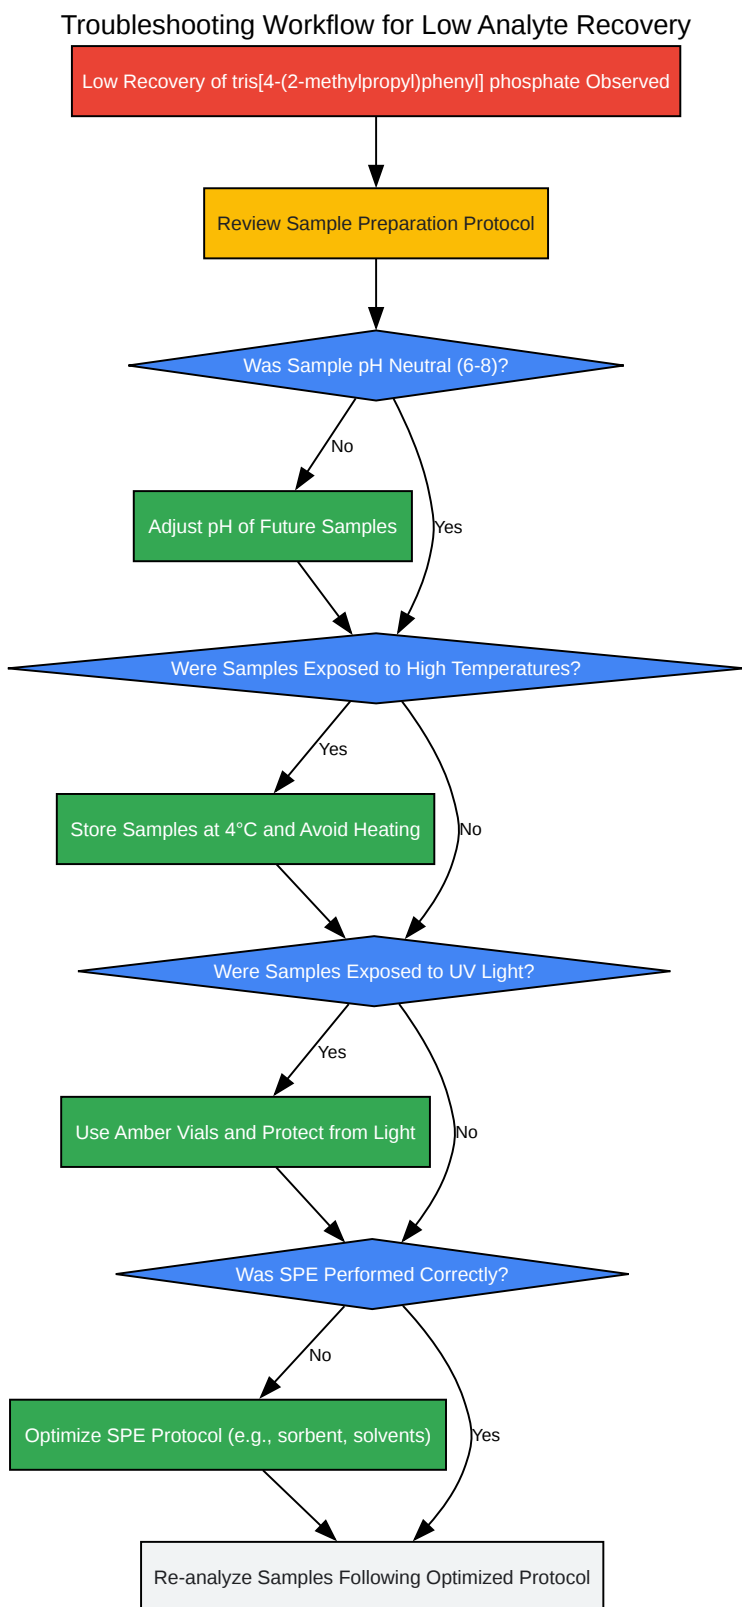 Troubleshooting Workflow for Low Analyte Recovery
Low Recovery of tris[4-(2-methylpropyl)phenyl] phosphate Observed
Review Sample Preparation Protocol
Was Sample pH Neutral (6-8)?
No
Adjust pH of Future Samples
Yes
Were Samples Exposed to High Temperatures?
Yes
Store Samples at 4°C and Avoid Heating
No
Were Samples Exposed to UV Light?
Yes
Use Amber Vials and Protect from Light
No
Was SPE Performed Correctly?
No
Optimize SPE Protocol (e.g., sorbent, solvents)
Yes
Re-analyze Samples Following Optimized Protocol